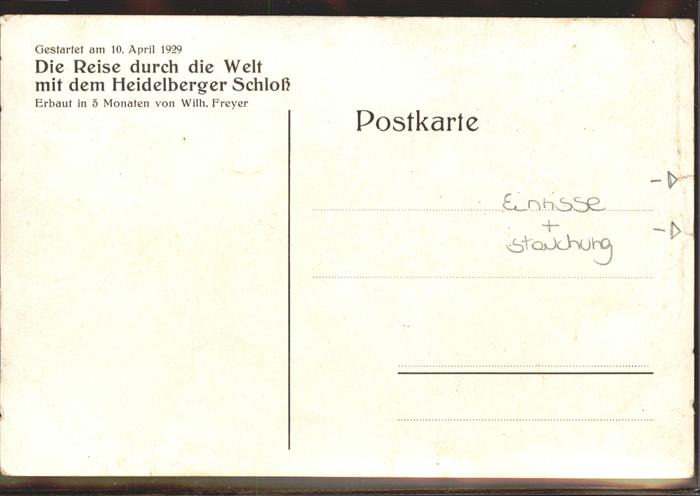 Gestartet am 10. April 1929
Die Reise durch die Welt
mit dem Heidelberger Schloß
Erbaut in 5 Monaten von Wilh. Freyer
Postkarte
Einrisse
+
stauchung